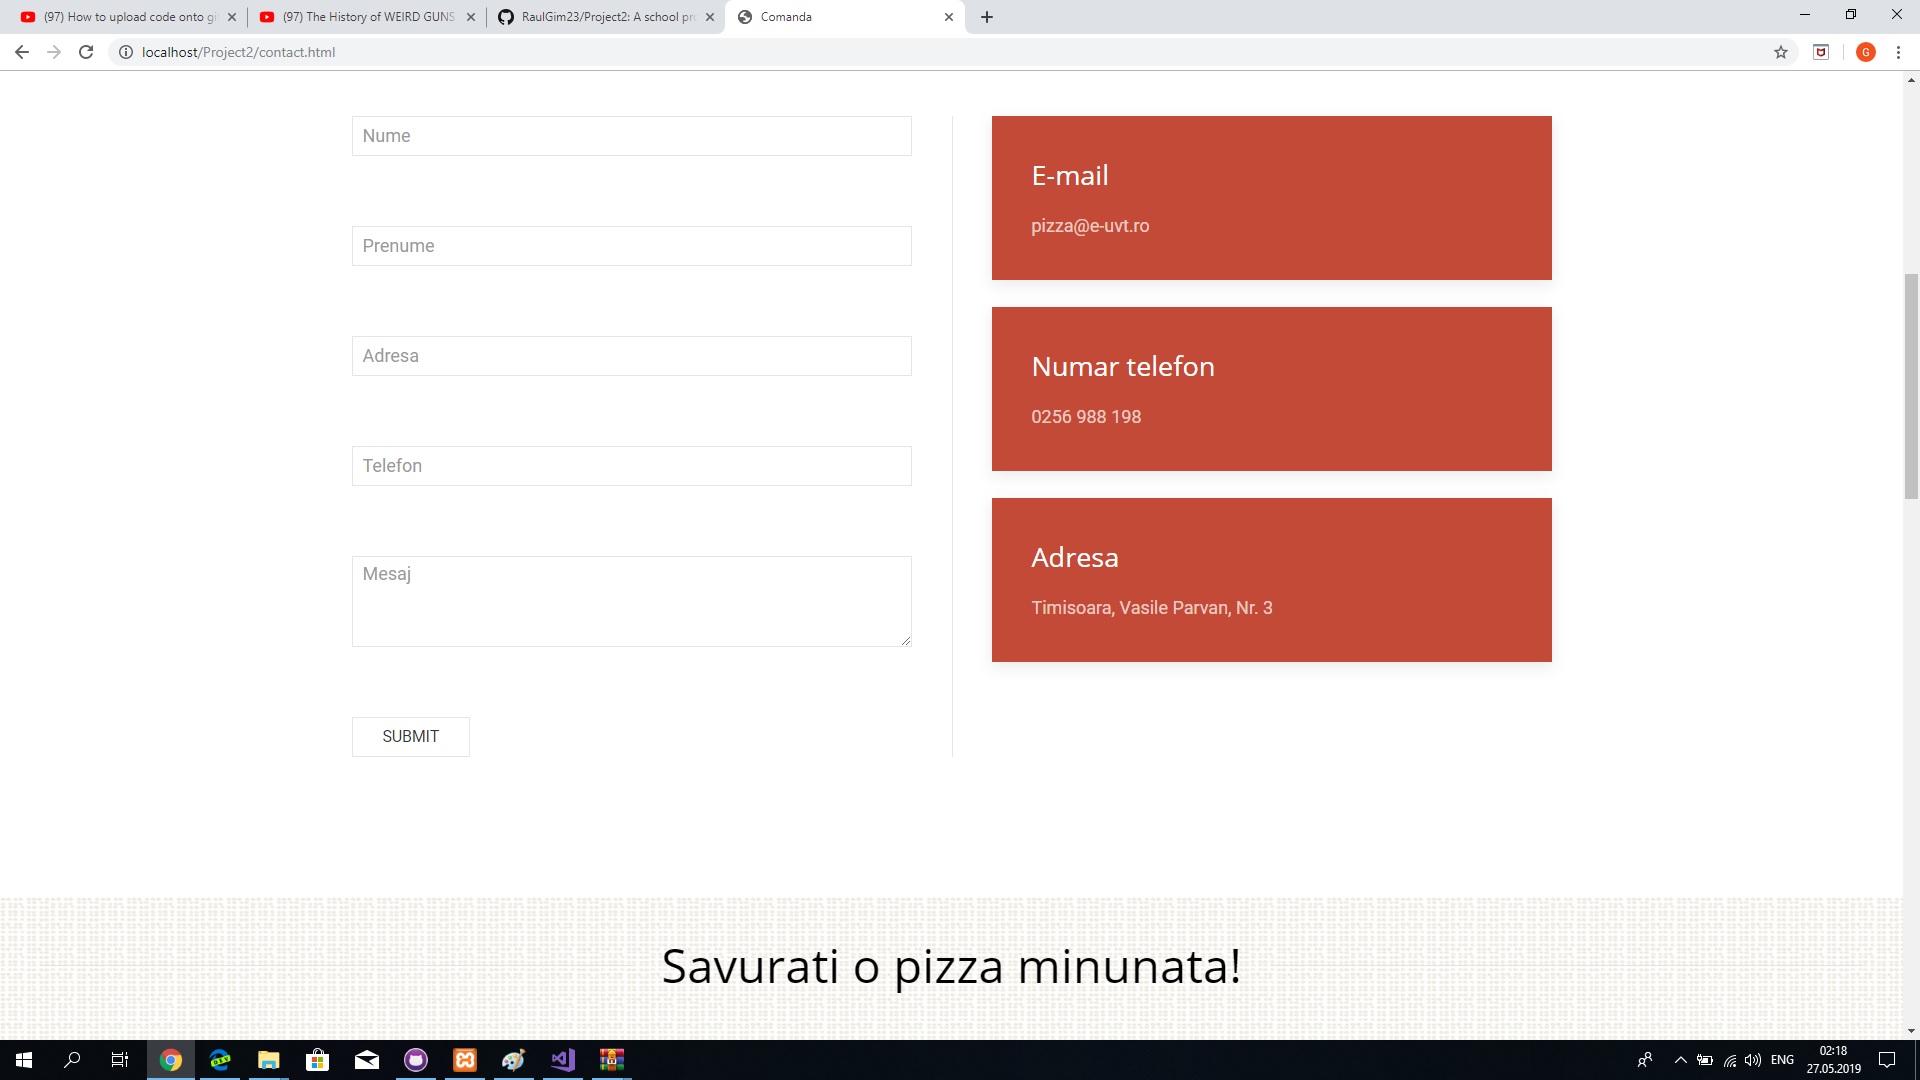 (97) How to upload code onto gi
(97) The History of WEIRD GUNS
RaulGim23/Project2: A school pr
Comanda
localhost/Project2/contact.html
G
Nume
Prenume
Adresa
Telefon
Mesaj
SUBMIT
E-mail
pizza@e-uvt.ro
Numar telefon
0256 988 198
Adresa
Timisoara, Vasile Parvan, Nr. 3
Savurati o pizza minunata!
DEV
ENG
02:18
27.05.2019